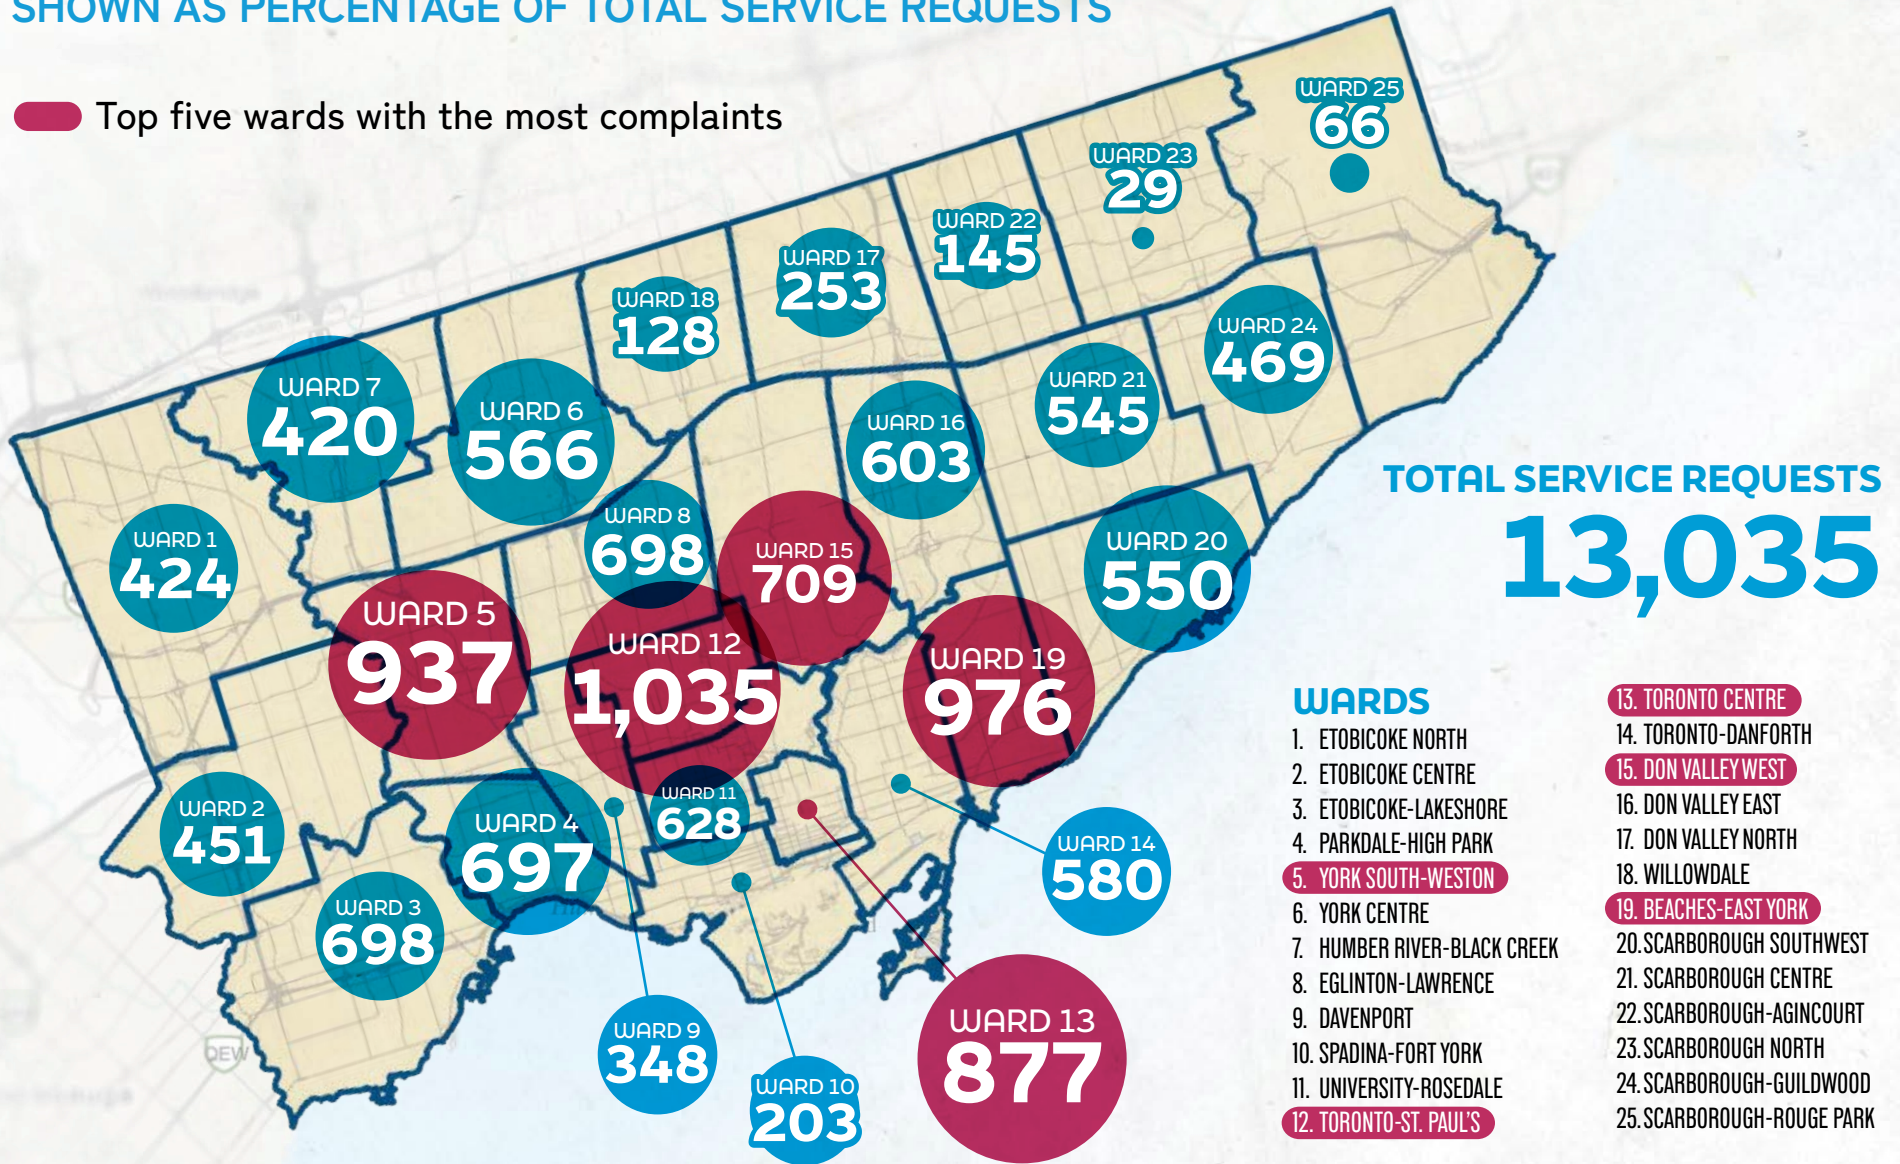 SHOWN AS PERCENTAGE OF TOTAL SERVICE REQUESTS
Top five wards with the most complaints
WARD 25
66
WARD 23
29
WARD 22
145
WARD 17
253
WARD 18
128
WARD 24
469
WARD 7
420
WARD 6
566
WARD 21
545
WARD 16
603
WARD 1
424
WARD 8
698
WARD 15
709
WARD 20
550
WARD 5
937
WARD 12
1,035
WARD 19
976
WARD 2
451
WARD 4
697
WARD 11
628
WARD 14
580
WARD 3
698
WARD 9
348
WARD 10
203
WARD 13
877
QEW
TOTAL SERVICE REQUESTS
13,035
WARDS
1. ETOBICOKE NORTH
2. ETOBICOKE CENTRE
3. ETOBICOKE-LAKESHORE
4. PARKDALE-HIGH PARK
5. YORK SOUTH-WESTON
6. YORK CENTRE
7. HUMBER RIVER-BLACK CREEK
8. EGLINTON-LAWRENCE
9. DAVENPORT
10. SPADINA-FORT YORK
11. UNIVERSITY-ROSEDALE
12. TORONTO-ST. PAUL'S
13. TORONTO CENTRE
14. TORONTO-DANFORTH
15. DON VALLEY WEST
16. DON VALLEY EAST
17. DON VALLEY NORTH
18. WILLOWDALE
19. BEACHES-EAST YORK
20. SCARBOROUGH SOUTHWEST
21. SCARBOROUGH CENTRE
22. SCARBOROUGH-AGINCOURT
23. SCARBOROUGH NORTH
24. SCARBOROUGH-GUILDWOOD
25. SCARBOROUGH-ROUGE PARK